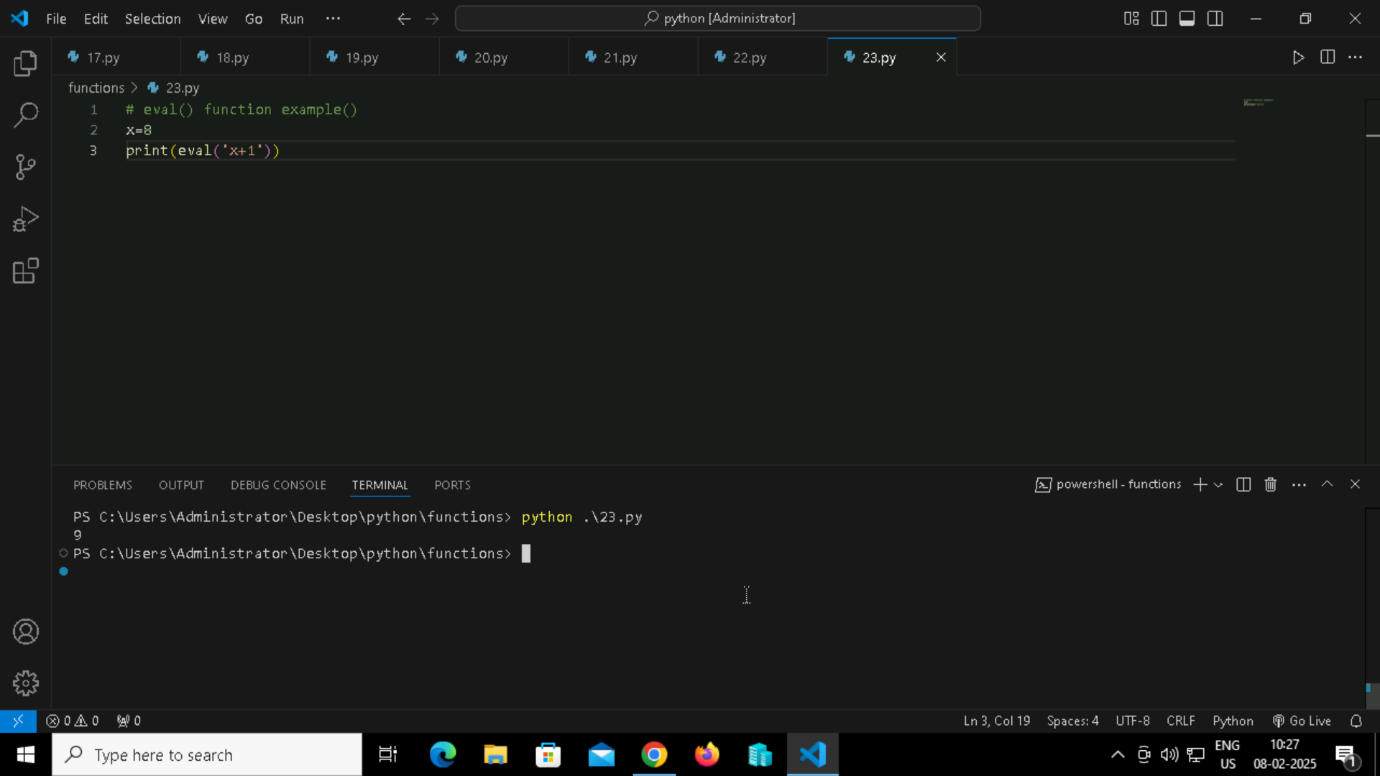 File Edit Selection View Go Run ··· python [Administrator]
17.py 18.py 19.py 20.py 21.py 22.py 23.py
functions > 23.py
1 # eval() function example()
2 x=8
3 print(eval('x+1'))
PROBLEMS OUTPUT DEBUG CONSOLE TERMINAL PORTS powershell - functions
PS C:\Users\Administrator\Desktop\python\functions> python .\23.py
9
PS C:\Users\Administrator\Desktop\python\functions>
0 0 0 Ln 3, Col 19 Spaces: 4 UTF-8 CRLF Python Go Live
Type here to search ENG US 10:27 08-02-2025 1